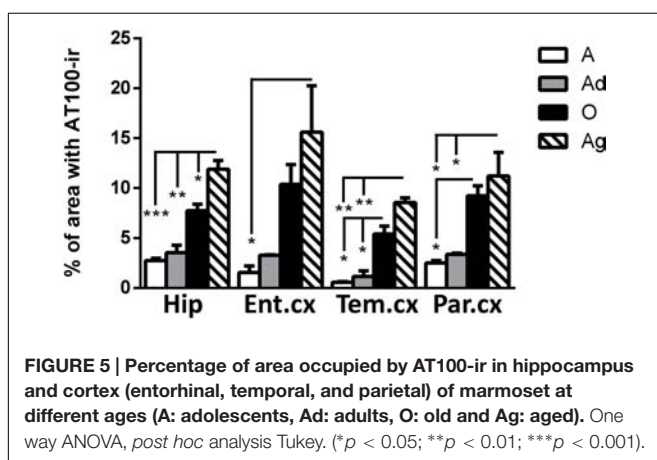 25
20
15
10
5
0
% of area with AT100-ir
A
Ad
O
Ag
*** ** *
*
** **
* *
* *
*
Hip Ent.cx Tem.cx Par.cx
FIGURE 5 | Percentage of area occupied by AT100-ir in hippocampus
and cortex (entorhinal, temporal, and parietal) of marmoset at
different ages (A: adolescents, Ad: adults, O: old and Ag: aged). One
way ANOVA, post hoc analysis Tukey. (*p < 0.05; **p < 0.01; ***p < 0.001).